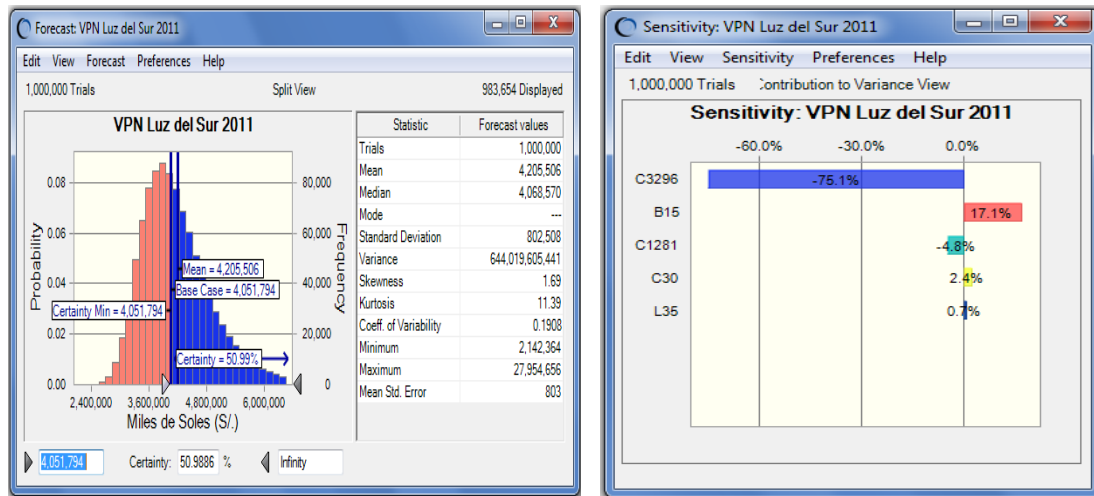 Forecast: VPN Luz del Sur 2011
Edit View Forecast Preferences Help
1,000,000 Trials Split View 983,654 Displayed
VPN Luz del Sur 2011
Probability
0.08
0.06
0.04
0.02
0.00
80,000
60,000
40,000
20,000
0
Frequency
Mean = 4,205,506
Base Case = 4,051,794
Certainty Min = 4,051,794
Certainty = 50.99%
2,400,000 3,600,000 4,800,000 6,000,000
Miles de Soles (S/.)
Statistic Forecast values
Trials 1,000,000
Mean 4,205,506
Median 4,068,570
Mode ---
Standard Deviation 802,508
Variance 644,019,605,441
Skewness 1.69
Kurtosis 11.39
Coeff. of Variability 0.1908
Minimum 2,142,364
Maximum 27,954,656
Mean Std. Error 803
4,051,794 Certainty: 50.9886 % Infinity
Sensitivity: VPN Luz del Sur 2011
Edit View Sensitivity Preferences Help
1,000,000 Trials Contribution to Variance View
Sensitivity: VPN Luz del Sur 2011
-60.0% -30.0% 0.0%
C3296 -75.1%
B15 17.1%
C1281 -4.8%
C30 2.4%
L35 0.7%